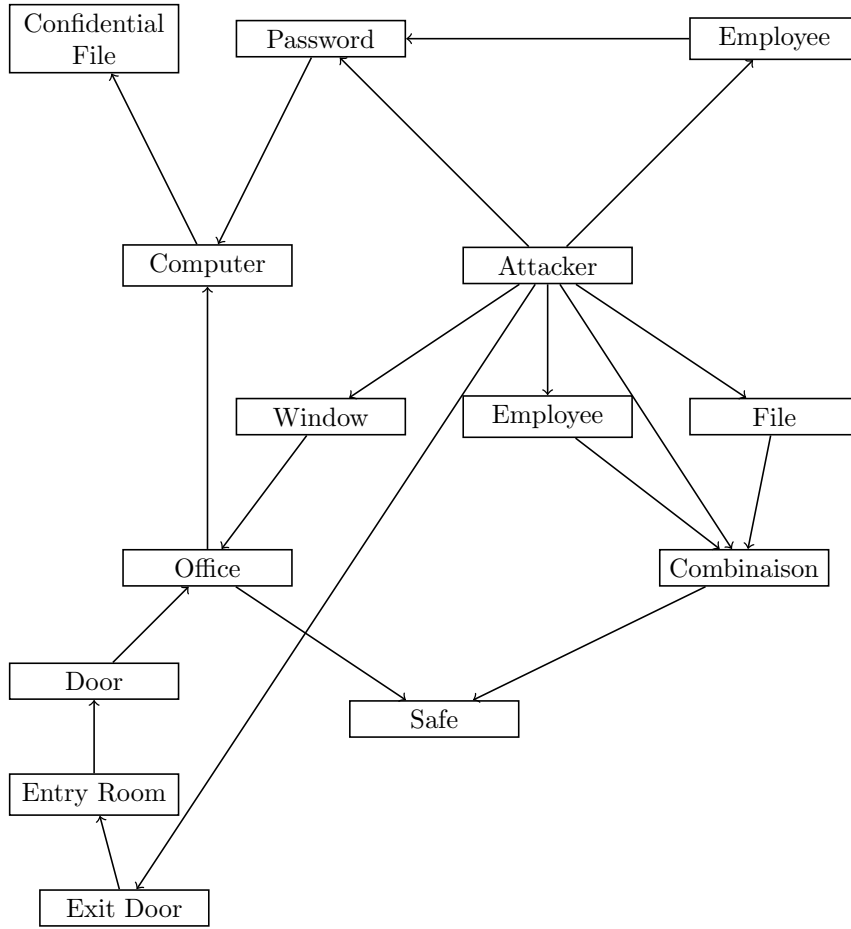 Confidential
File
Password
Employee
Computer
Attacker
Window
Employee
File
Office
Combinaison
Door
Safe
Entry Room
Exit Door